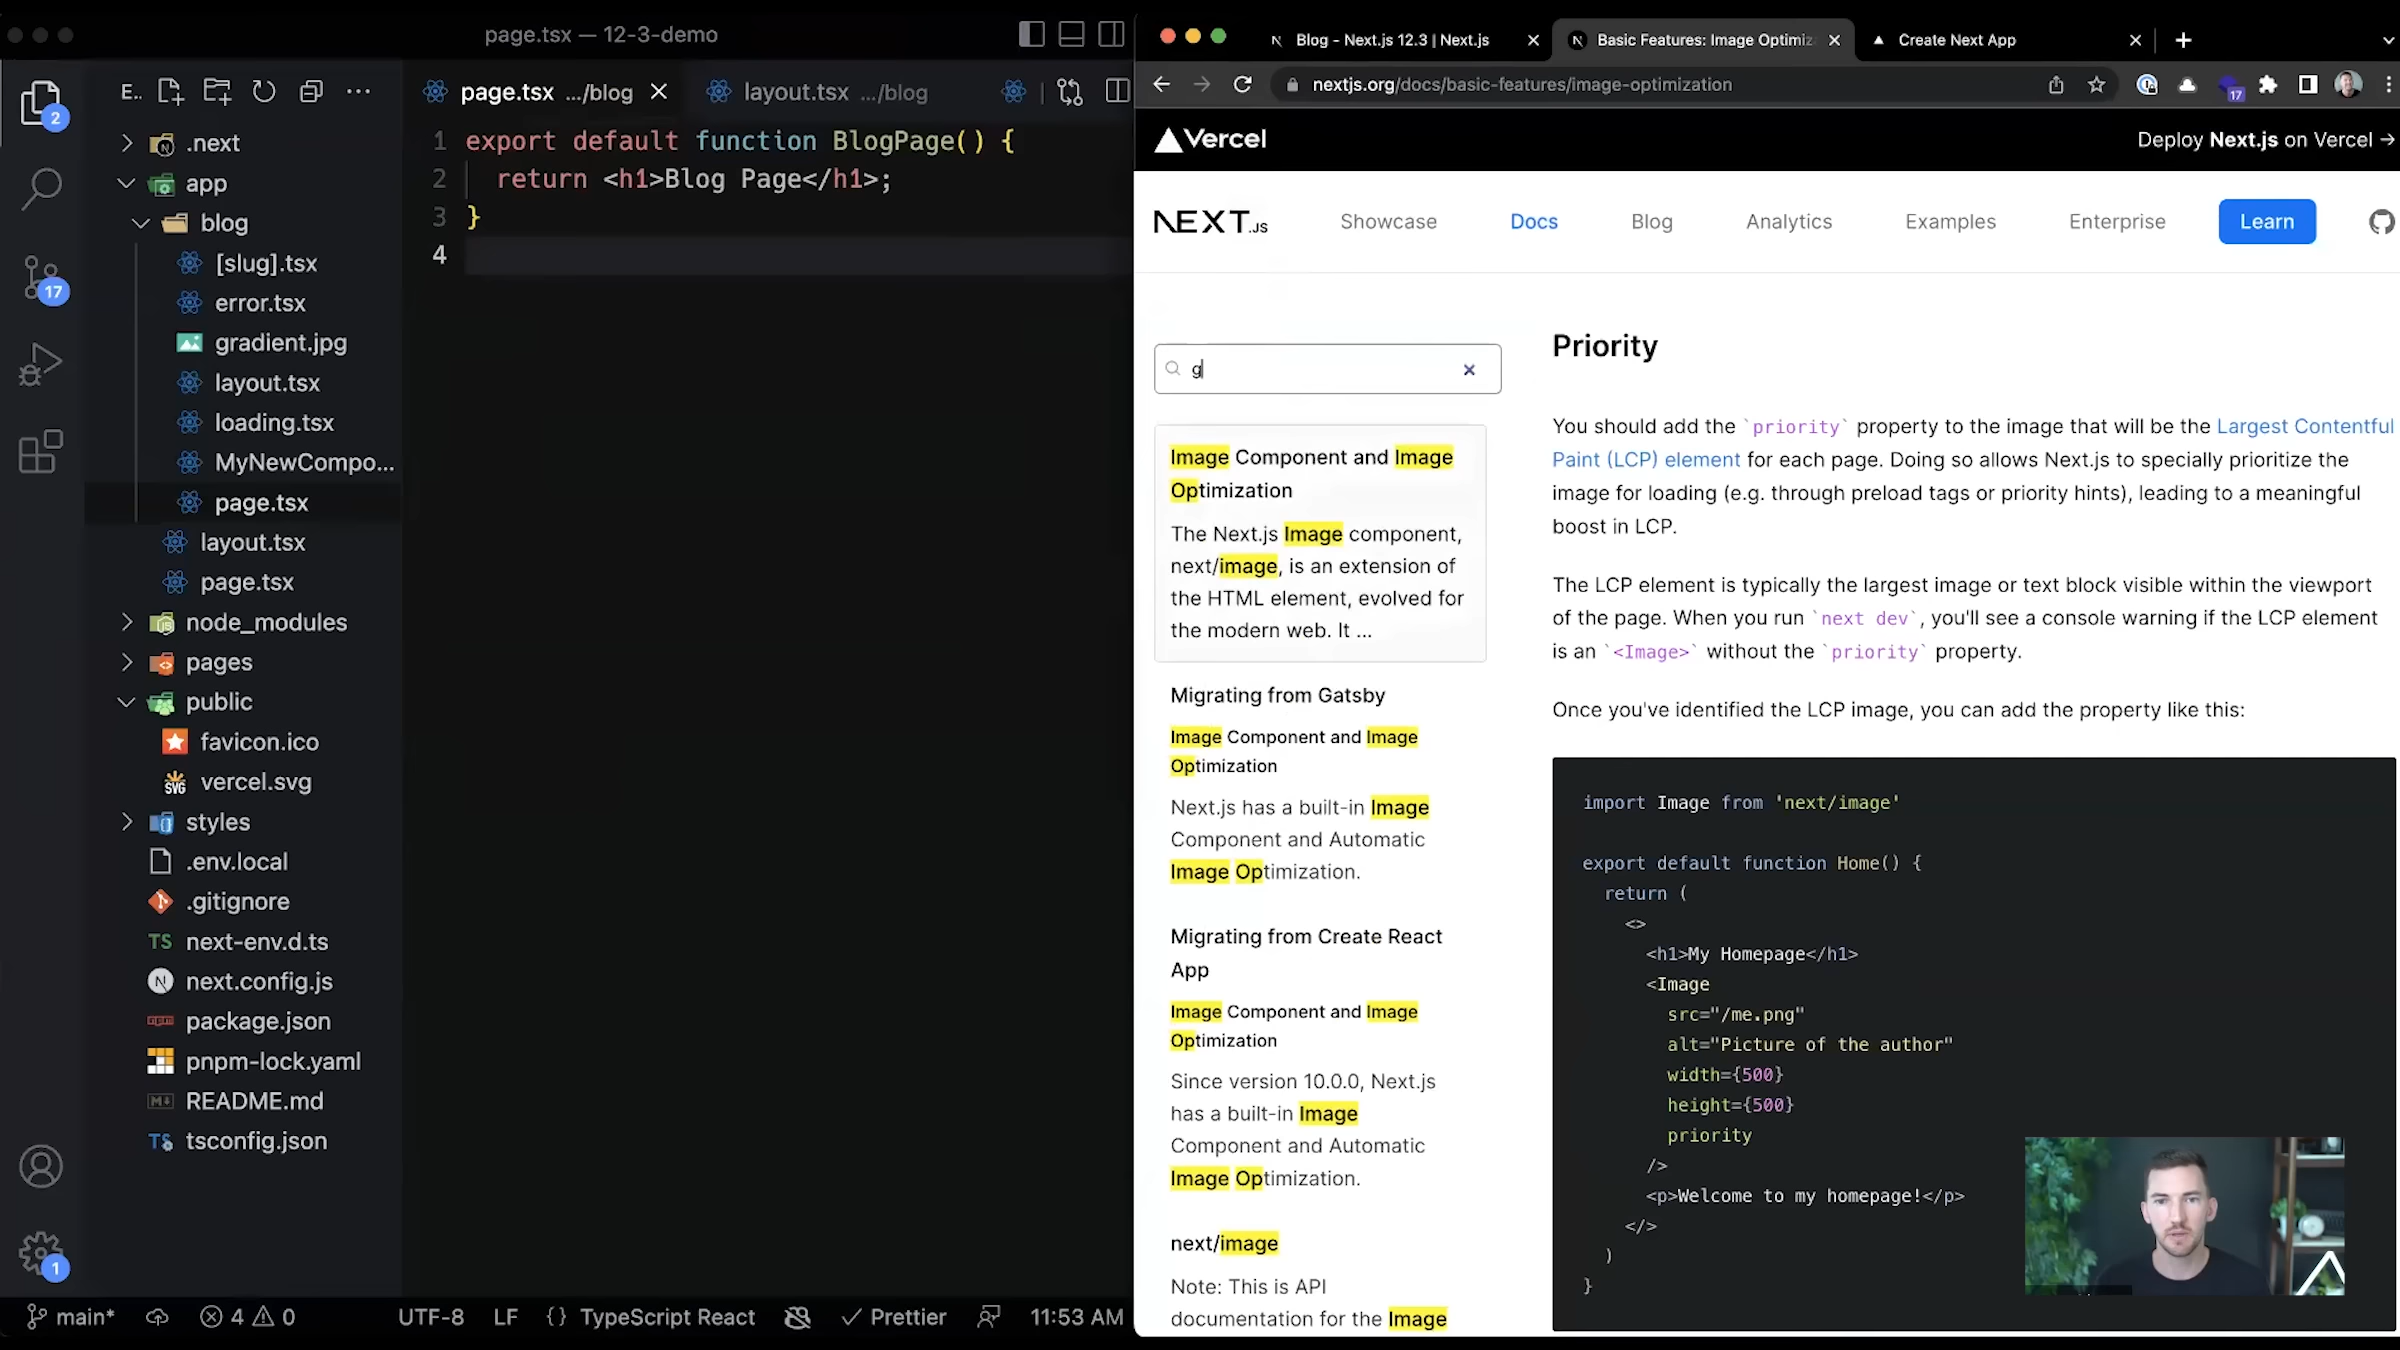 page.tsx — 12-3-demo
E..
page.tsx .../blog
layout.tsx .../blog
2
17
1
.next
app
blog
[slug].tsx
error.tsx
gradient.jpg
layout.tsx
loading.tsx
MyNewCompo...
page.tsx
layout.tsx
page.tsx
node_modules
pages
public
favicon.ico
vercel.svg
styles
.env.local
.gitignore
next-env.d.ts
next.config.js
package.json
pnpm-lock.yaml
README.md
tsconfig.json
1 export default function BlogPage() {
2 return <h1>Blog Page</h1>;
3 }
4
main*
4
0
UTF-8
LF
{} TypeScript React
Prettier
11:53 AM
Blog - Next.js 12.3 | Next.js
Basic Features: Image Optimiz
Create Next App
nextjs.org/docs/basic-features/image-optimization
17
Vercel
Deploy Next.js on Vercel →
NEXT.JS
Showcase
Docs
Blog
Analytics
Examples
Enterprise
Learn
g
Image Component and Image
Optimization
The Next.js Image component,
next/image, is an extension of
the HTML element, evolved for
the modern web. It ...
Migrating from Gatsby
Image Component and Image
Optimization
Next.js has a built-in Image
Component and Automatic
Image Optimization.
Migrating from Create React
App
Image Component and Image
Optimization
Since version 10.0.0, Next.js
has a built-in Image
Component and Automatic
Image Optimization.
next/image
Note: This is API
documentation for the Image
Priority
You should add the `priority` property to the image that will be the Largest Contentful
Paint (LCP) element for each page. Doing so allows Next.js to specially prioritize the
image for loading (e.g. through preload tags or priority hints), leading to a meaningful
boost in LCP.
The LCP element is typically the largest image or text block visible within the viewport
of the page. When you run `next dev`, you'll see a console warning if the LCP element
is an `<Image>` without the `priority` property.
Once you've identified the LCP image, you can add the property like this:
import Image from 'next/image'
export default function Home() {
return (
<>
<h1>My Homepage</h1>
<Image
src="/me.png"
alt="Picture of the author"
width={500}
height={500}
priority
/>
<p>Welcome to my homepage!</p>
</>
)
}